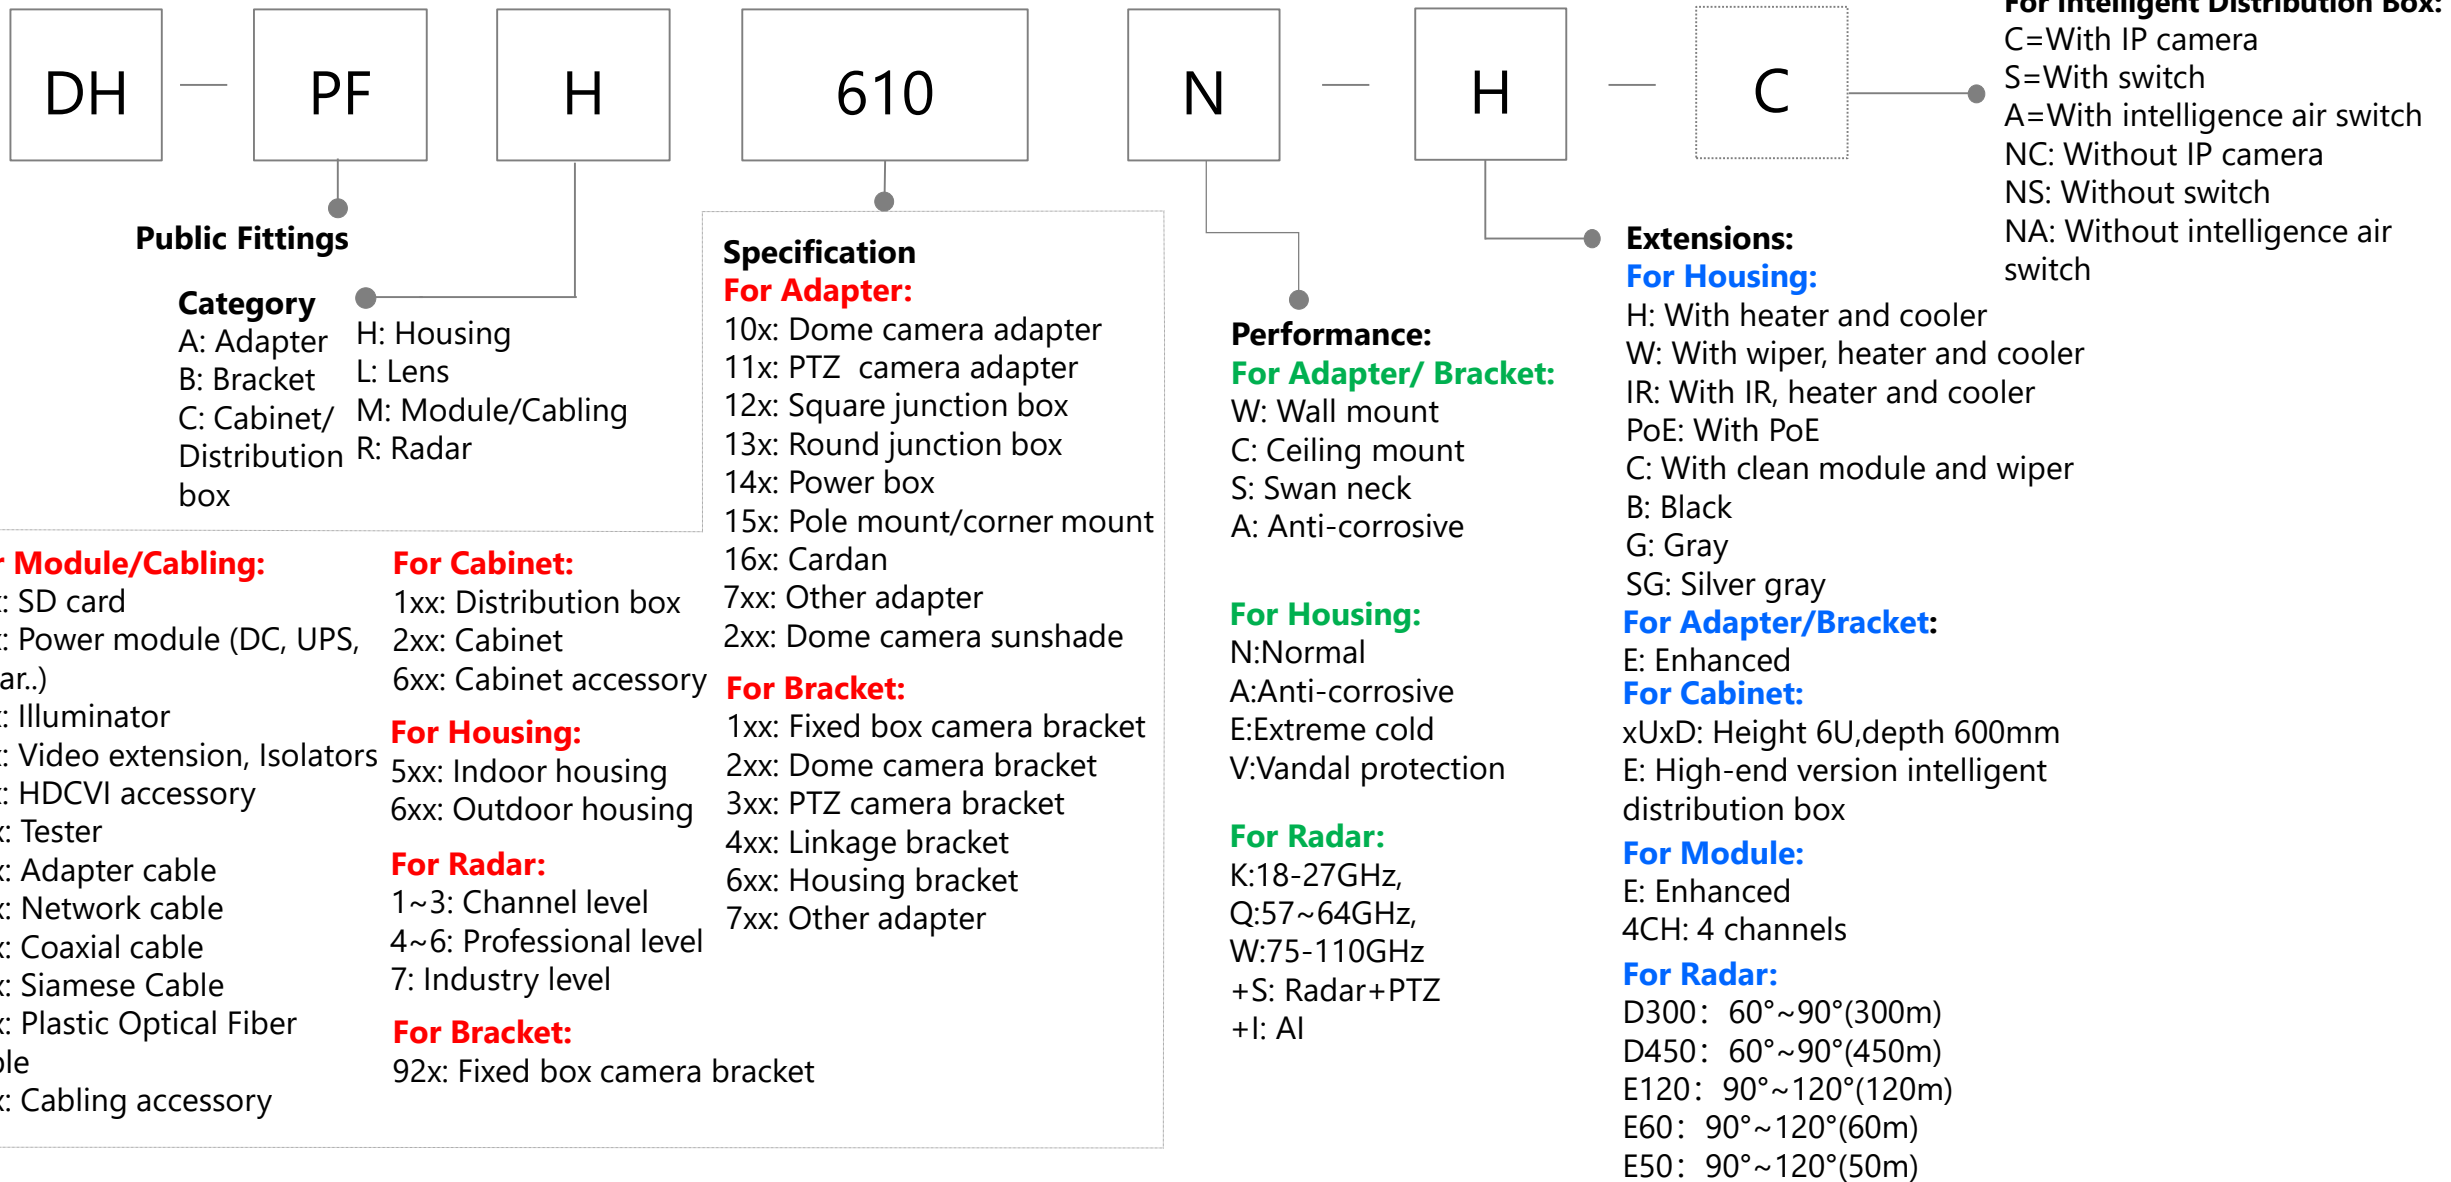 DH — PF H 610 N — H — C
For Intelligent Distribution Box:
C=With IP camera
S=With switch
A=With intelligence air switch
NC: Without IP camera
NS: Without switch
NA: Without intelligence air
switch
Public Fittings
Category
A: Adapter
B: Bracket
C: Cabinet/
Distribution
box
H: Housing
L: Lens
M: Module/Cabling
R: Radar
Specification
For Adapter:
10x: Dome camera adapter
11x: PTZ  camera adapter
12x: Square junction box
13x: Round junction box
14x: Power box
15x: Pole mount/corner mount
16x: Cardan
7xx: Other adapter
2xx: Dome camera sunshade
For Bracket:
1xx: Fixed box camera bracket
2xx: Dome camera bracket
3xx: PTZ camera bracket
4xx: Linkage bracket
6xx: Housing bracket
7xx: Other adapter
Module/Cabling:
SD card
Power module (DC, UPS,
Illuminator
Video extension, Isolators
HDCVI accessory
Tester
Adapter cable
Network cable
Coaxial cable
Siamese Cable
Plastic Optical Fiber
Cabling accessory
For Cabinet:
1xx: Distribution box
2xx: Cabinet
6xx: Cabinet accessory
For Housing:
5xx: Indoor housing
6xx: Outdoor housing
For Radar:
1~3: Channel level
4~6: Professional level
7: Industry level
For Bracket:
92x: Fixed box camera bracket
Performance:
For Adapter/ Bracket:
W: Wall mount
C: Ceiling mount
S: Swan neck
A: Anti-corrosive
For Housing:
N:Normal
A:Anti-corrosive
E:Extreme cold
V:Vandal protection
For Radar:
K:18-27GHz,
Q:57~64GHz,
W:75-110GHz
+S: Radar+PTZ
+I: AI
Extensions:
For Housing:
H: With heater and cooler
W: With wiper, heater and cooler
IR: With IR, heater and cooler
PoE: With PoE
C: With clean module and wiper
B: Black
G: Gray
SG: Silver gray
For Adapter/Bracket:
E: Enhanced
For Cabinet:
xUxD: Height 6U,depth 600mm
E: High-end version intelligent
distribution box
For Module:
E: Enhanced
4CH: 4 channels
For Radar:
D300：60°~90°(300m)
D450：60°~90°(450m)
E120：90°~120°(120m)
E60：90°~120°(60m)
E50：90°~120°(50m)